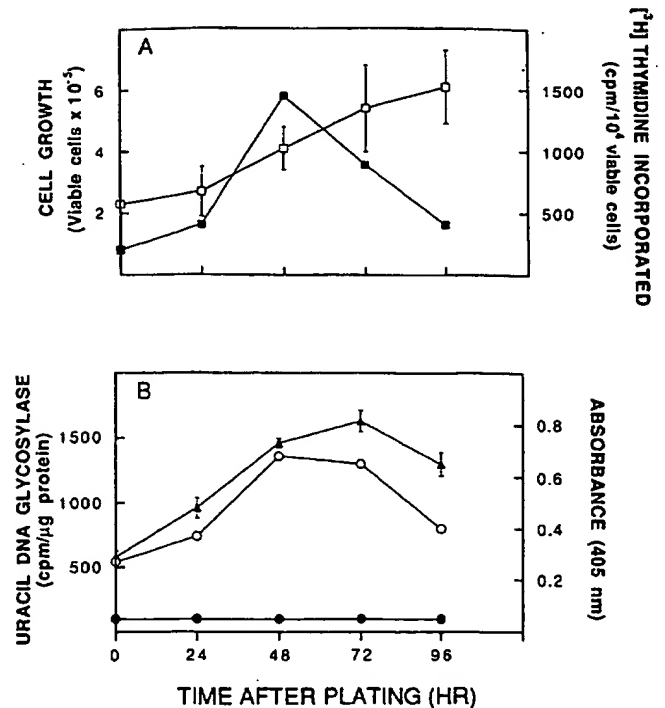 A
CELL GROWTH
(Viable cells x 10⁻⁵)
6
4
2
1500
1000
500
[³H] THYMIDINE INCORPORATED
(cpm/10⁴ viable cells)
B
URACIL DNA GLYCOSYLASE
(cpm/µg protein)
1500
1000
500
0.8
0.6
0.4
0.2
ABSORBANCE (405 nm)
0 24 48 72 96
TIME AFTER PLATING (HR)